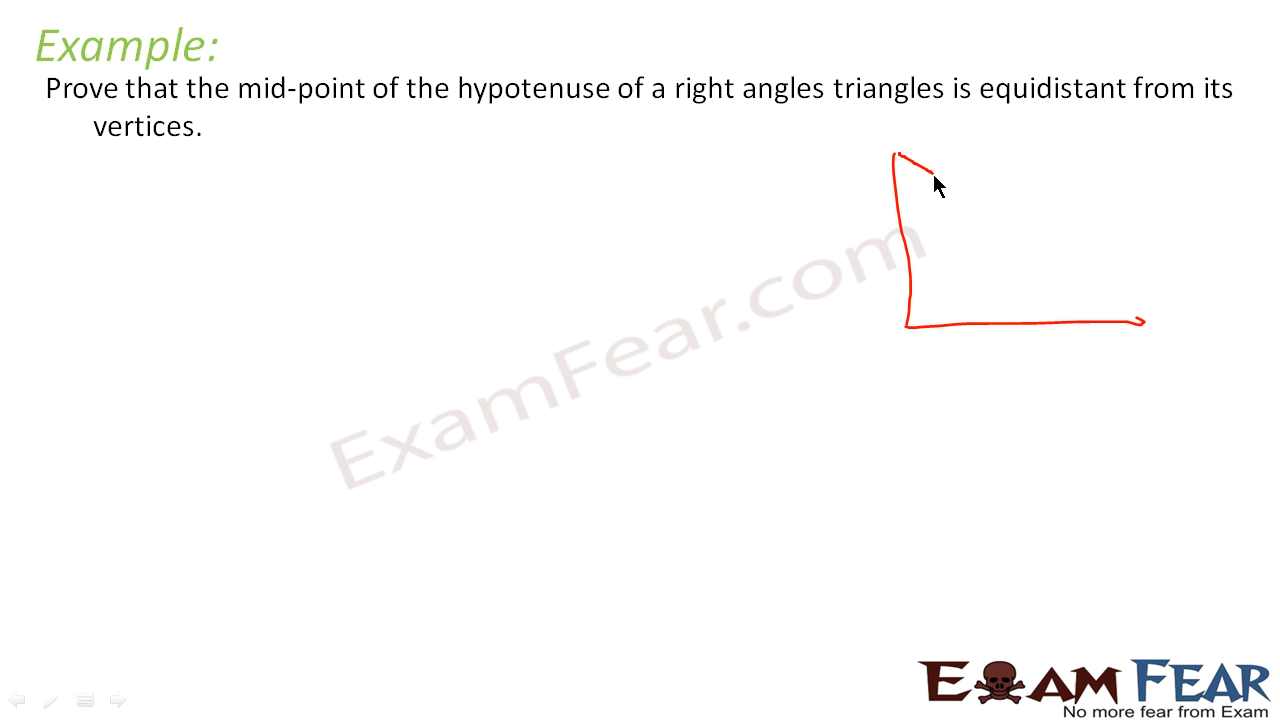 Example:
Prove that the mid-point of the hypotenuse of a right angles triangles is equidistant from its
vertices.
ExamFear.com
EXAM FEAR
No more fear from Exam